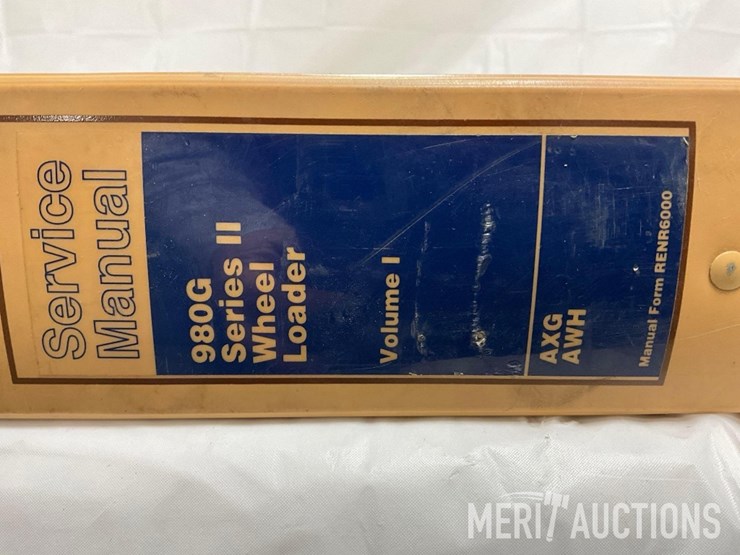 Service
Manual
980G
Series II
Wheel
Loader
Volume I
AXG
AWH
Manual Form RENR6000
MERIT AUCTIONS